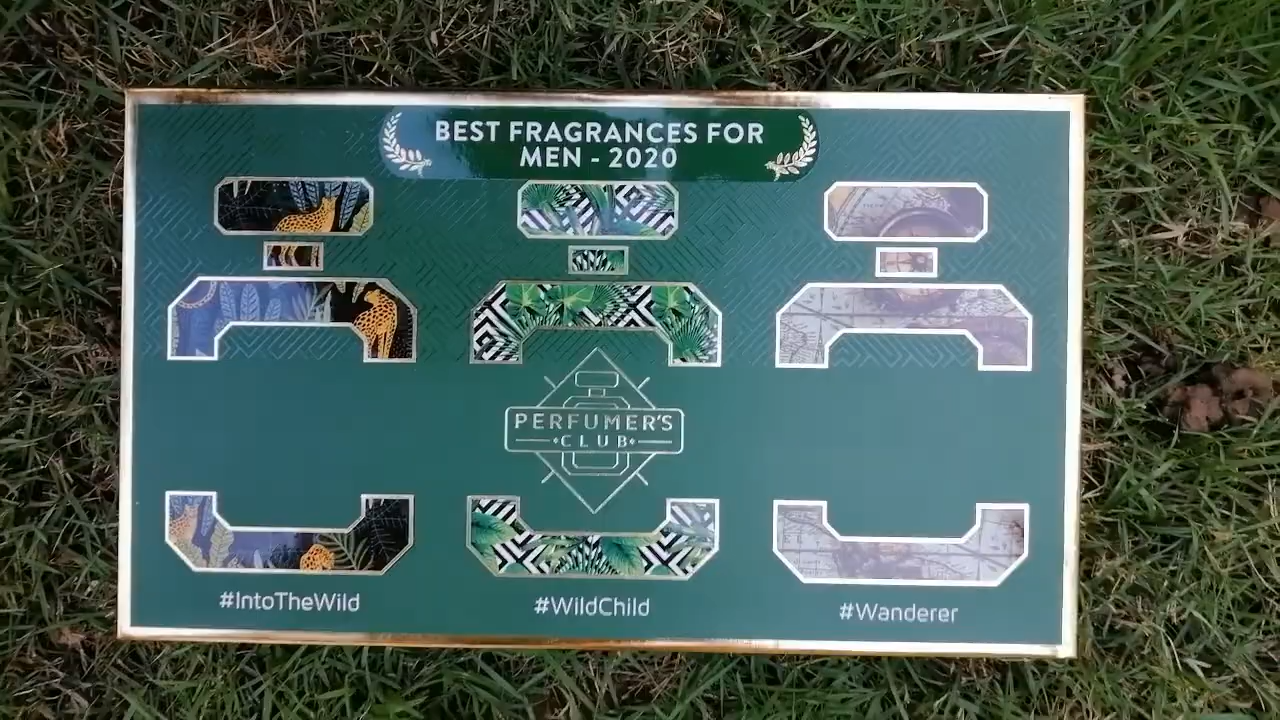 BEST FRAGRANCES FOR
MEN - 2020
PERFUMER'S
CLUB
#IntoTheWild
#WildChild
#Wanderer